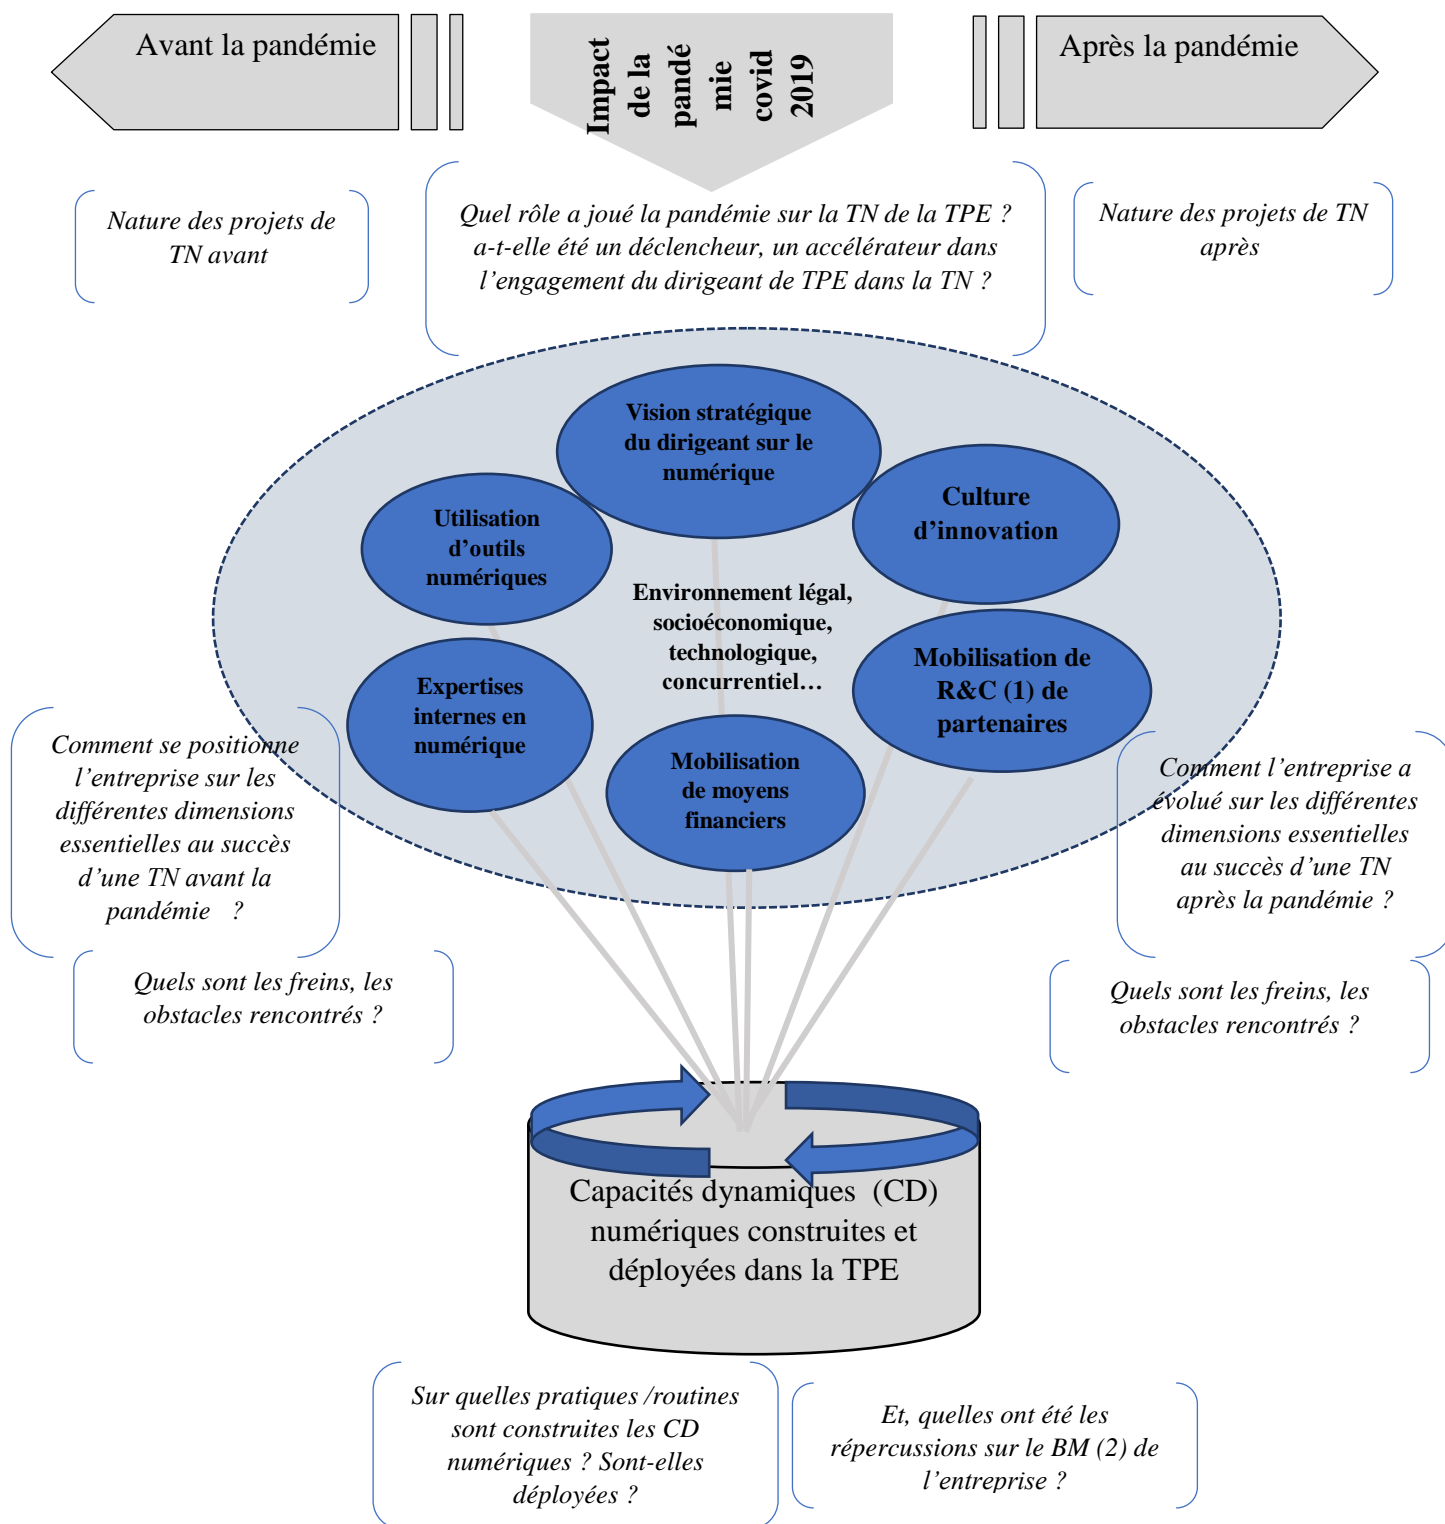 Avant la pandémie
Impact
de la
pandé
mie
covid
2019
Après la pandémie
Nature des projets de
TN avant
Quel rôle a joué la pandémie sur la TN de la TPE ?
a-t-elle été un déclencheur, un accélérateur dans
l’engagement du dirigeant de TPE dans la TN ?
Nature des projets de TN
après
Vision stratégique
du dirigeant sur le
numérique
Utilisation
d’outils
numériques
Culture
d’innovation
Environnement légal,
socioéconomique,
technologique,
concurrentiel…
Expertises
internes en
numérique
Mobilisation de
R&C (1) de
partenaires
Mobilisation
de moyens
financiers
Comment se positionne
l’entreprise sur les
différentes dimensions
essentielles au succès
d’une TN avant la
pandémie ?
Comment l’entreprise a
évolué sur les différentes
dimensions essentielles
au succès d’une TN
après la pandémie ?
Quels sont les freins, les
obstacles rencontrés ?
Quels sont les freins, les
obstacles rencontrés ?
Capacités dynamiques (CD)
numériques construites et
déployées dans la TPE
Sur quelles pratiques /routines
sont construites les CD
numériques ? Sont-elles
déployées ?
Et, quelles ont été les
répercussions sur le BM (2) de
l’entreprise ?